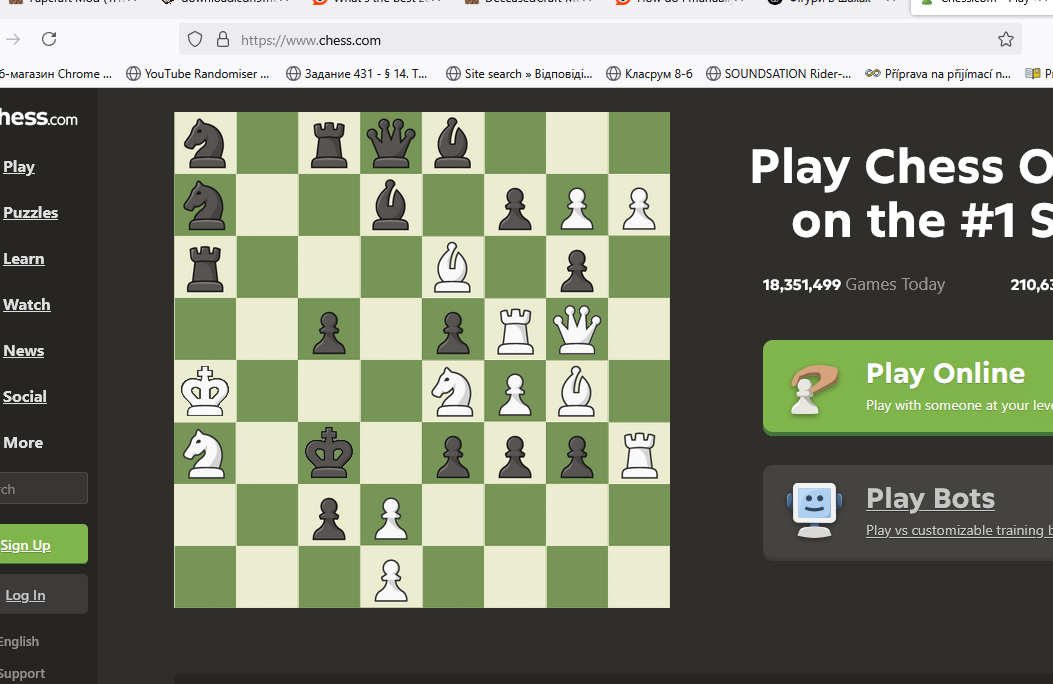 https://www.chess.com
б-магазин Chrome ... YouTube Randomiser ... Задание 431 - § 14. Т... Site search » Відповіді... Класрум 8-б SOUNDSATION Rider-... Příprava na přijímací n...
hess.com
Play
Puzzles
Learn
Watch
News
Social
More
rch
Sign Up
Log In
English
Support
Play Chess O
on the #1 S
18,351,499 Games Today 210,63
Play Online
Play with someone at your leve
Play Bots
Play vs customizable training b